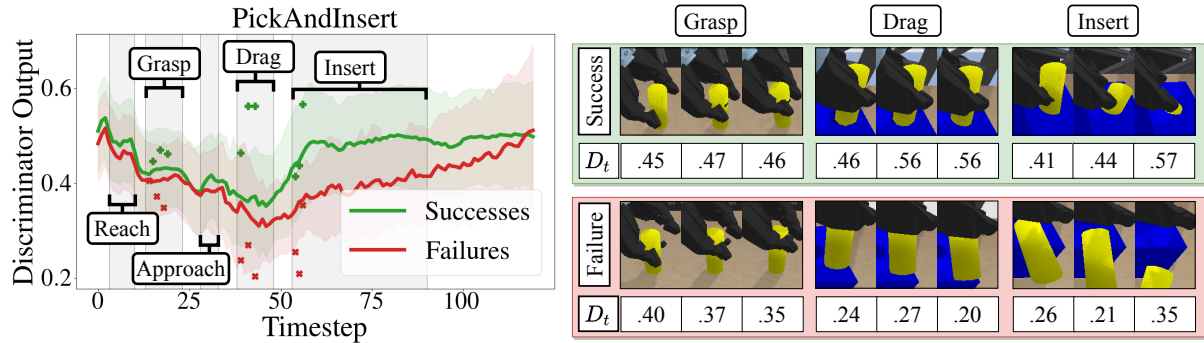 PickAndInsert
Discriminator Output
0.6
0.4
0.2
Grasp
Drag
Insert
Reach
Approach
Successes
Failures
0 25 50 75 100
Timestep
Grasp Drag Insert
Success
D_t .45 .47 .46 .46 .56 .56 .41 .44 .57
Failure
D_t .40 .37 .35 .24 .27 .20 .26 .21 .35